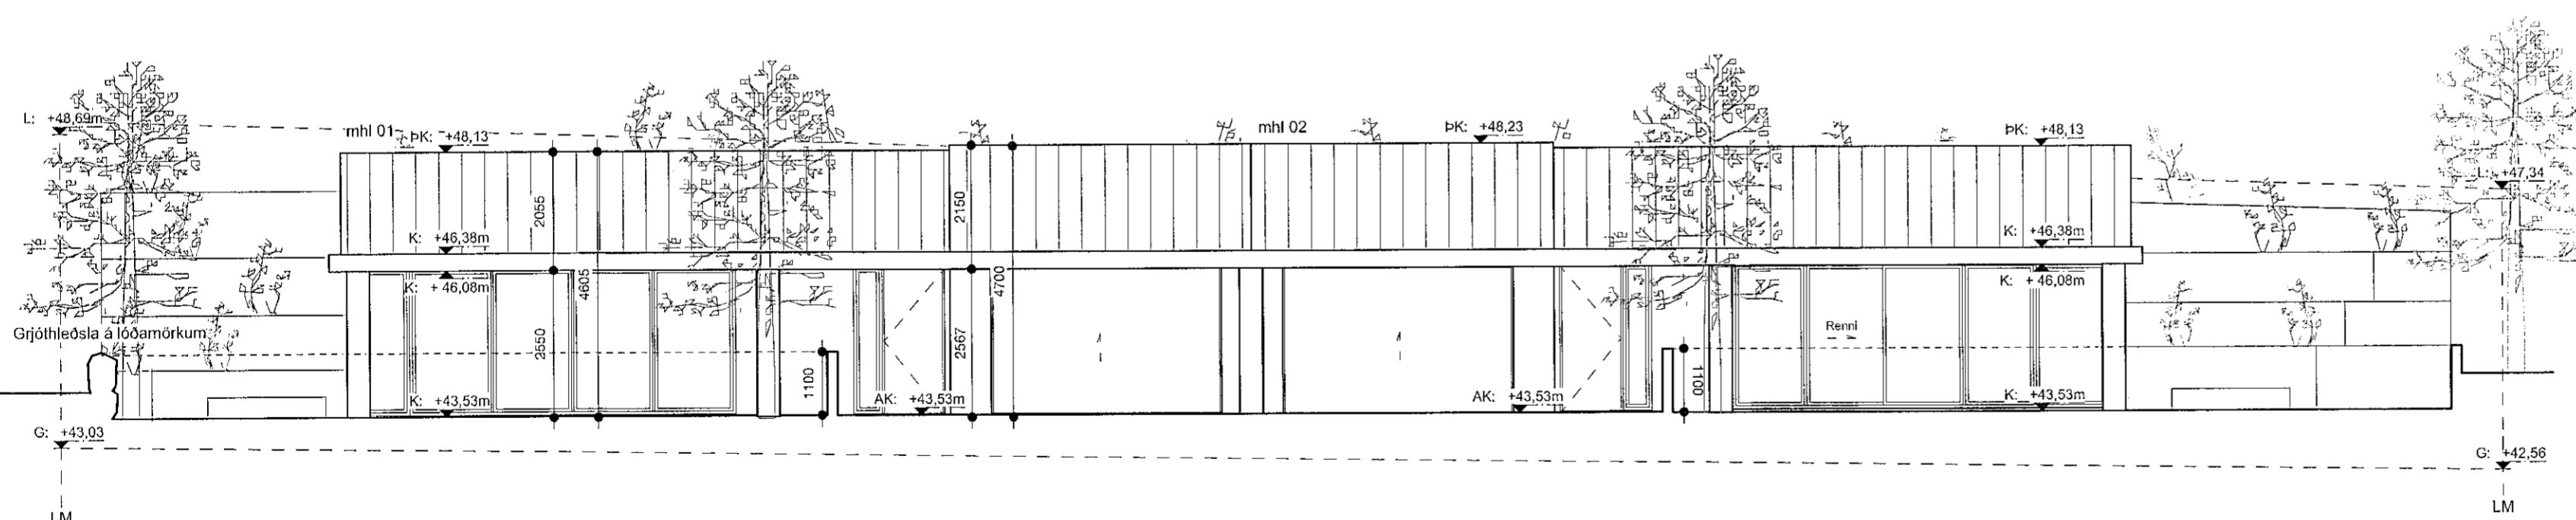 L: +48,69m
mhl 01
ÞK: +48,13
mhl 02
ÞK: +48,23
ÞK: +48,13
L: +47,34
2055
2150
K: +46,38m
K: +46,38m
K: + 46,08m
4605
4700
K: + 46,08m
Grjóthleðsla á lóðamörkum
Renni
2550
2567
1100
1100
K: +43,53m
AK: +43,53m
AK: +43,53m
K: +43,53m
G: +43,03
G: +42,56
LM
LM